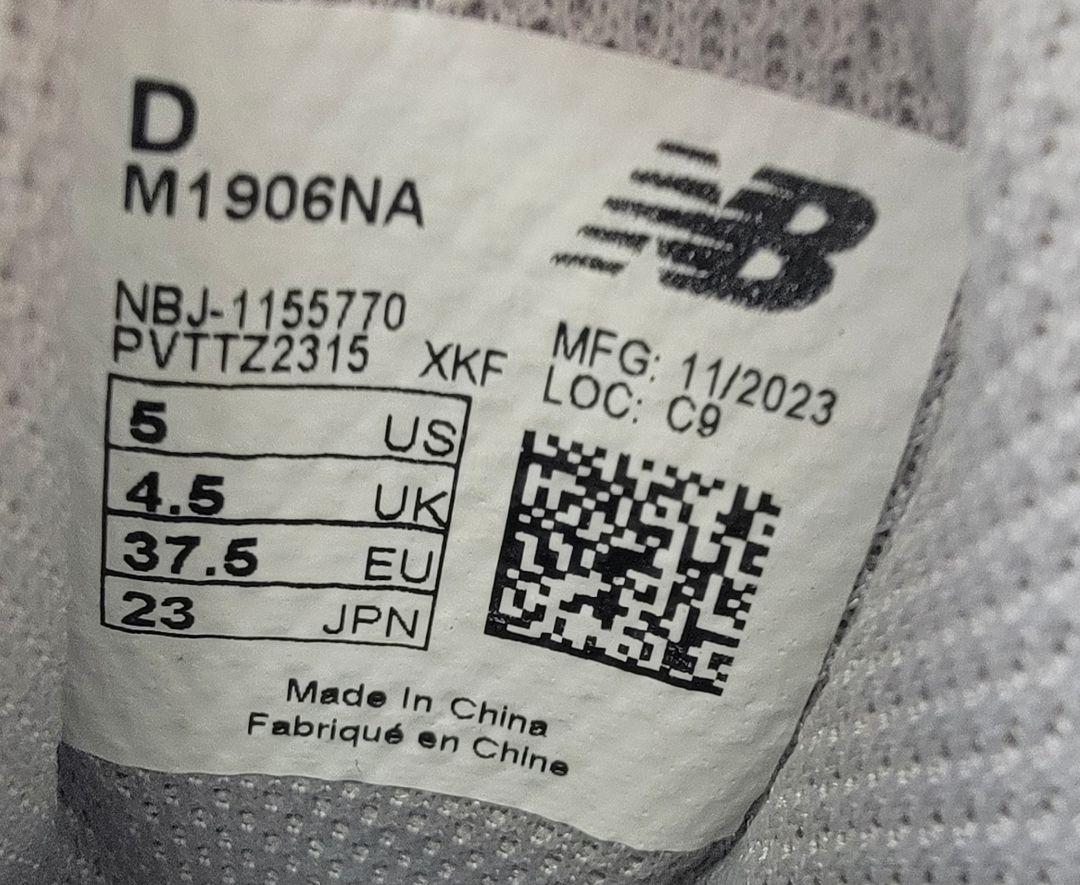 D
M1906NA
NB
NBJ-1155770
PVTTZ2315 XKF
MFG: 11/2023
LOC: C9
5 US
4.5 UK
37.5 EU
23 JPN
Made In China
Fabriqué en Chine